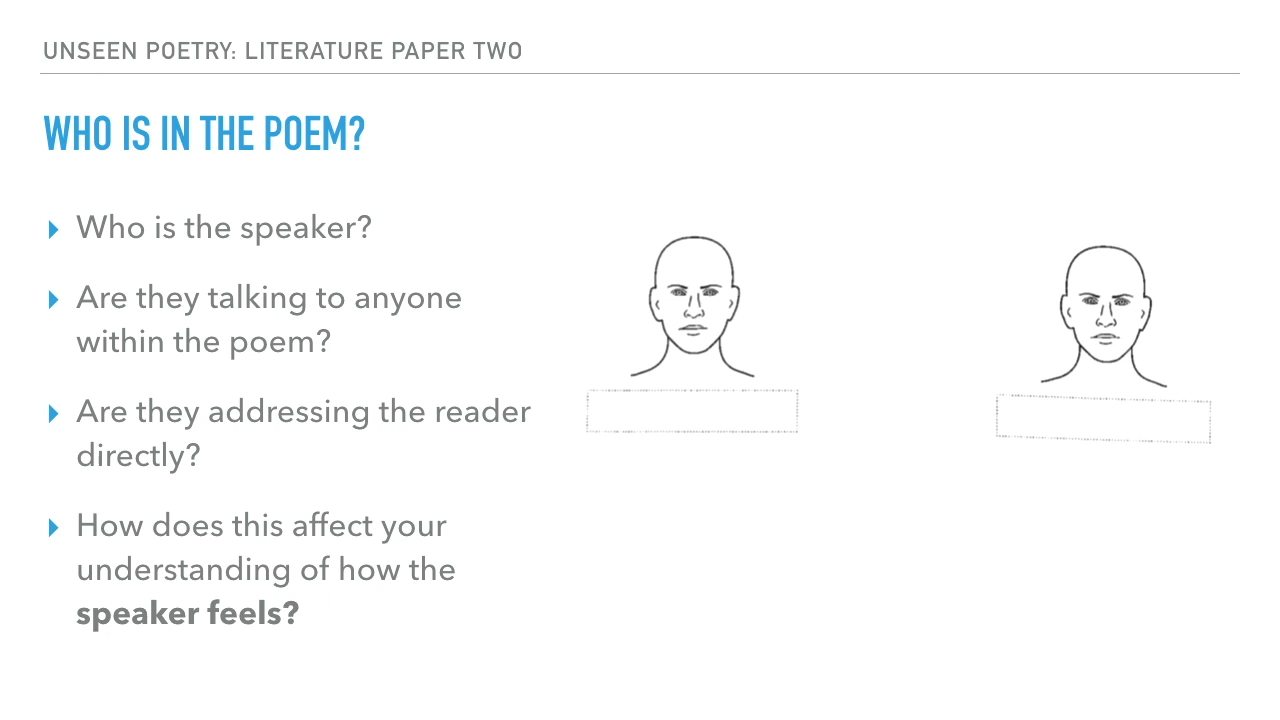 UNSEEN POETRY: LITERATURE PAPER TWO
WHO IS IN THE POEM?
Who is the speaker?
Are they talking to anyone
within the poem?
Are they addressing the reader
directly?
How does this affect your
understanding of how the
speaker feels?